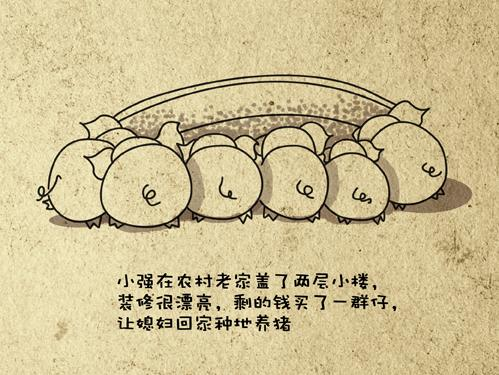 小强在农村老家盖了两层小楼，
装修很漂亮，剩的钱买了一群仔，
让媳妇回家种地养猪